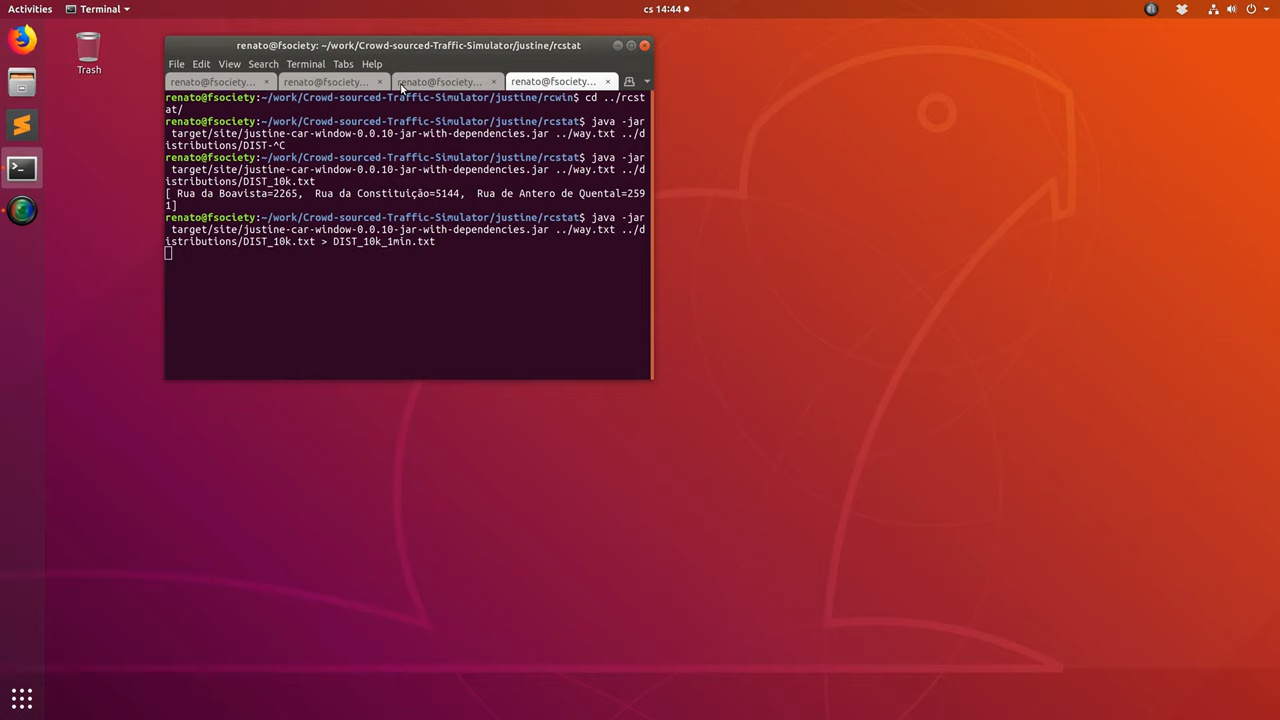 Activities
Terminal
cs 14:44
Trash
renato@fsociety: ~/work/Crowd-sourced-Traffic-Simulator/justine/rcstat
File Edit View Search Terminal Tabs Help
renato@fsociety:... × renato@fsociety:... × renato@fsociety:... × renato@fsociety:... ×
renato@fsociety:~/work/Crowd-sourced-Traffic-Simulator/justine/rcwin$ cd ../rcst
at/
renato@fsociety:~/work/Crowd-sourced-Traffic-Simulator/justine/rcstat$ java -jar
target/site/justine-car-window-0.0.10-jar-with-dependencies.jar ../way.txt ../d
istributions/DIST-^C
renato@fsociety:~/work/Crowd-sourced-Traffic-Simulator/justine/rcstat$ java -jar
target/site/justine-car-window-0.0.10-jar-with-dependencies.jar ../way.txt ../d
istributions/DIST_10k.txt
[ Rua da Boavista=2265,  Rua da Constituição=5144,  Rua de Antero de Quental=259
1]
renato@fsociety:~/work/Crowd-sourced-Traffic-Simulator/justine/rcstat$ java -jar
target/site/justine-car-window-0.0.10-jar-with-dependencies.jar ../way.txt ../d
istributions/DIST_10k.txt > DIST_10k_1min.txt